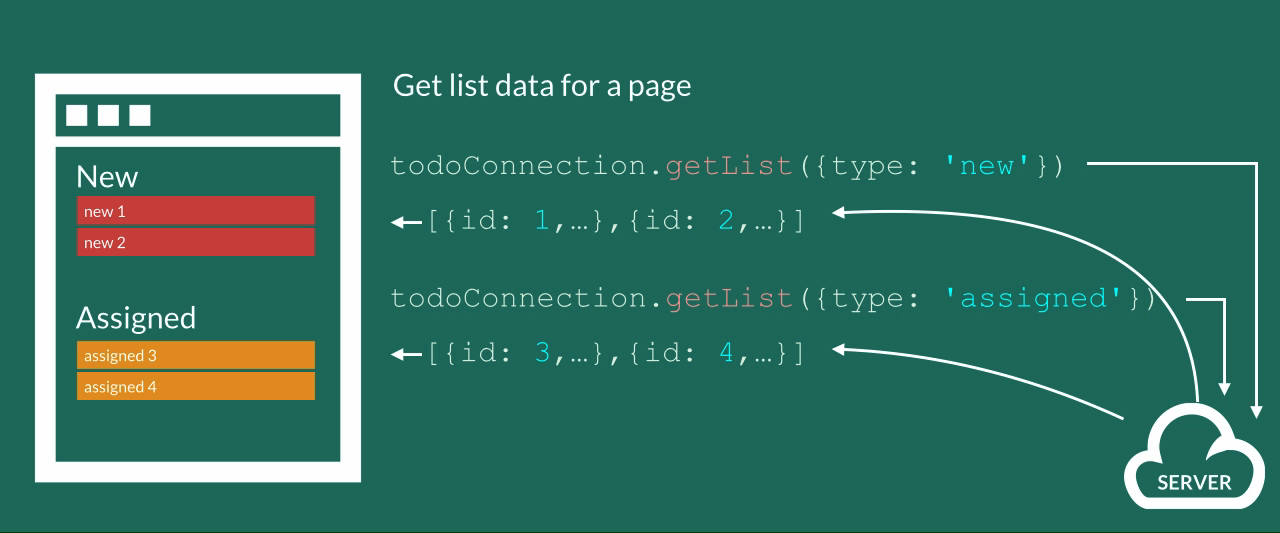 Get list data for a page
New
new 1
new 2
Assigned
assigned 3
assigned 4
todoConnection.getList({type: 'new'})
[{id: 1,…},{id: 2,…}]
todoConnection.getList({type: 'assigned'})
[{id: 3,…},{id: 4,…}]
SERVER